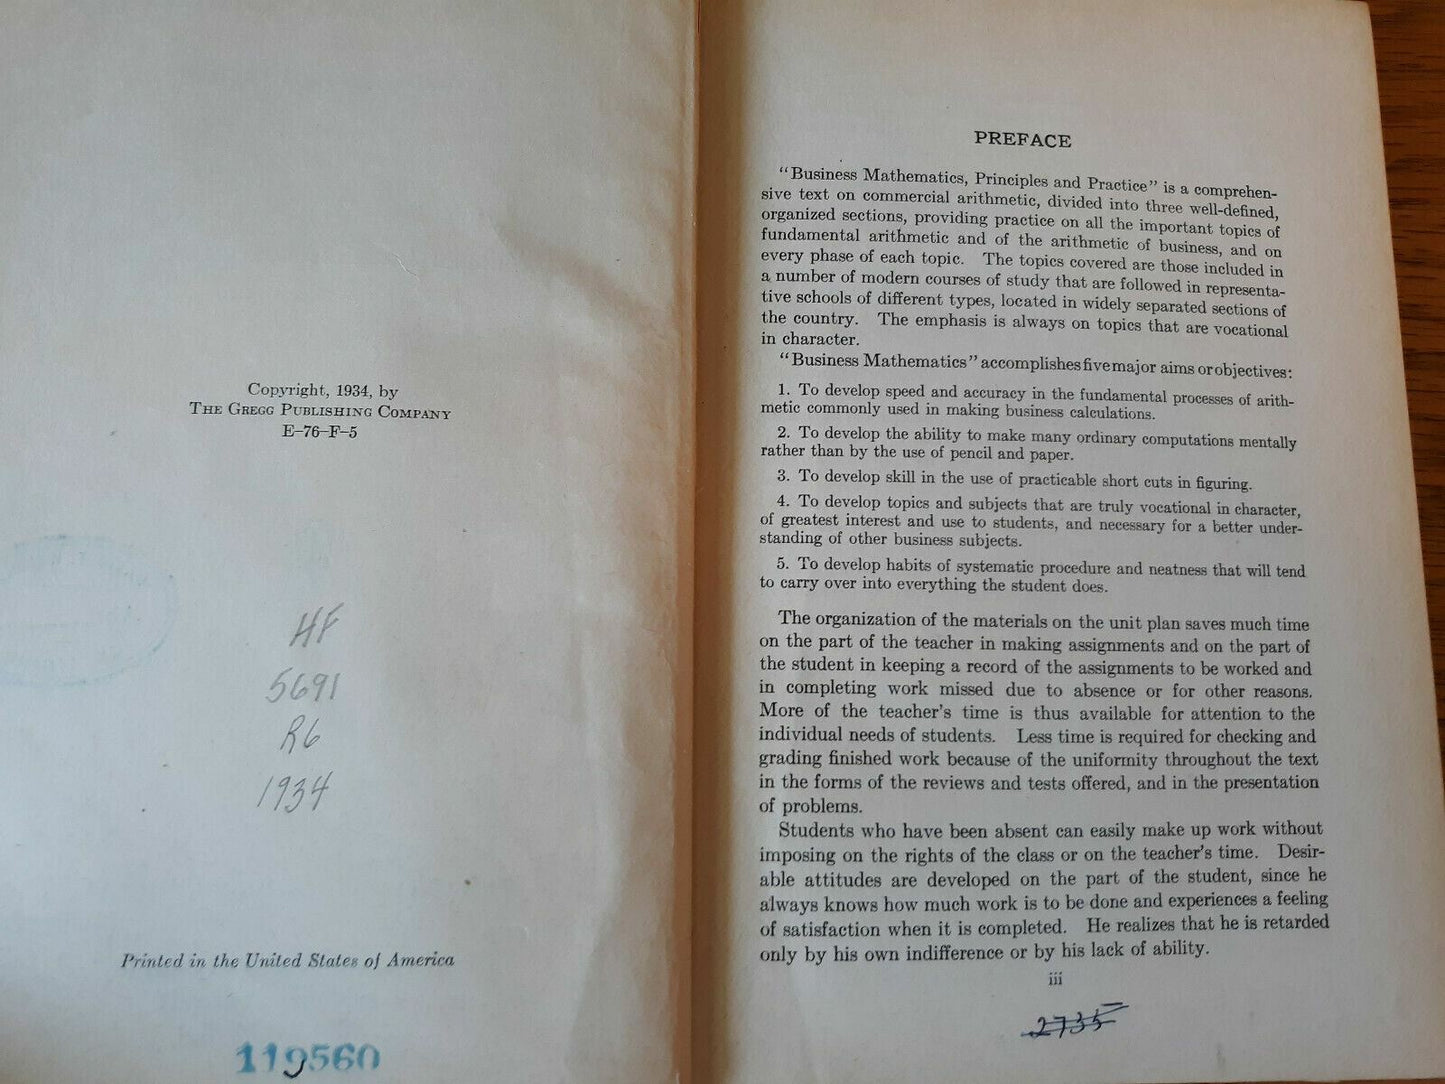 Copyright, 1934, by
THE GREGG PUBLISHING COMPANY
E-76-F-5
HF
5691
R6
1934
Printed in the United States of America
119560
PREFACE
"Business Mathematics, Principles and Practice" is a comprehen-
sive text on commercial arithmetic, divided into three well-defined,
organized sections, providing practice on all the important topics of
fundamental arithmetic and of the arithmetic of business, and on
every phase of each topic. The topics covered are those included in
a number of modern courses of study that are followed in representa-
tive schools of different types, located in widely separated sections of
the country. The emphasis is always on topics that are vocational
in character.
"Business Mathematics" accomplishes five major aims or objectives:
1. To develop speed and accuracy in the fundamental processes of arith-
metic commonly used in making business calculations.
2. To develop the ability to make many ordinary computations mentally
rather than by the use of pencil and paper.
3. To develop skill in the use of practicable short cuts in figuring.
4. To develop topics and subjects that are truly vocational in character,
of greatest interest and use to students, and necessary for a better under-
standing of other business subjects.
5. To develop habits of systematic procedure and neatness that will tend
to carry over into everything the student does.
The organization of the materials on the unit plan saves much time
on the part of the teacher in making assignments and on the part of
the student in keeping a record of the assignments to be worked and
in completing work missed due to absence or for other reasons.
More of the teacher's time is thus available for attention to the
individual needs of students. Less time is required for checking and
grading finished work because of the uniformity throughout the text
in the forms of the reviews and tests offered, and in the presentation
of problems.
Students who have been absent can easily make up work without
imposing on the rights of the class or on the teacher's time. Desir-
able attitudes are developed on the part of the student, since he
always knows how much work is to be done and experiences a feeling
of satisfaction when it is completed. He realizes that he is retarded
only by his own indifference or by his lack of ability.
iii
2735